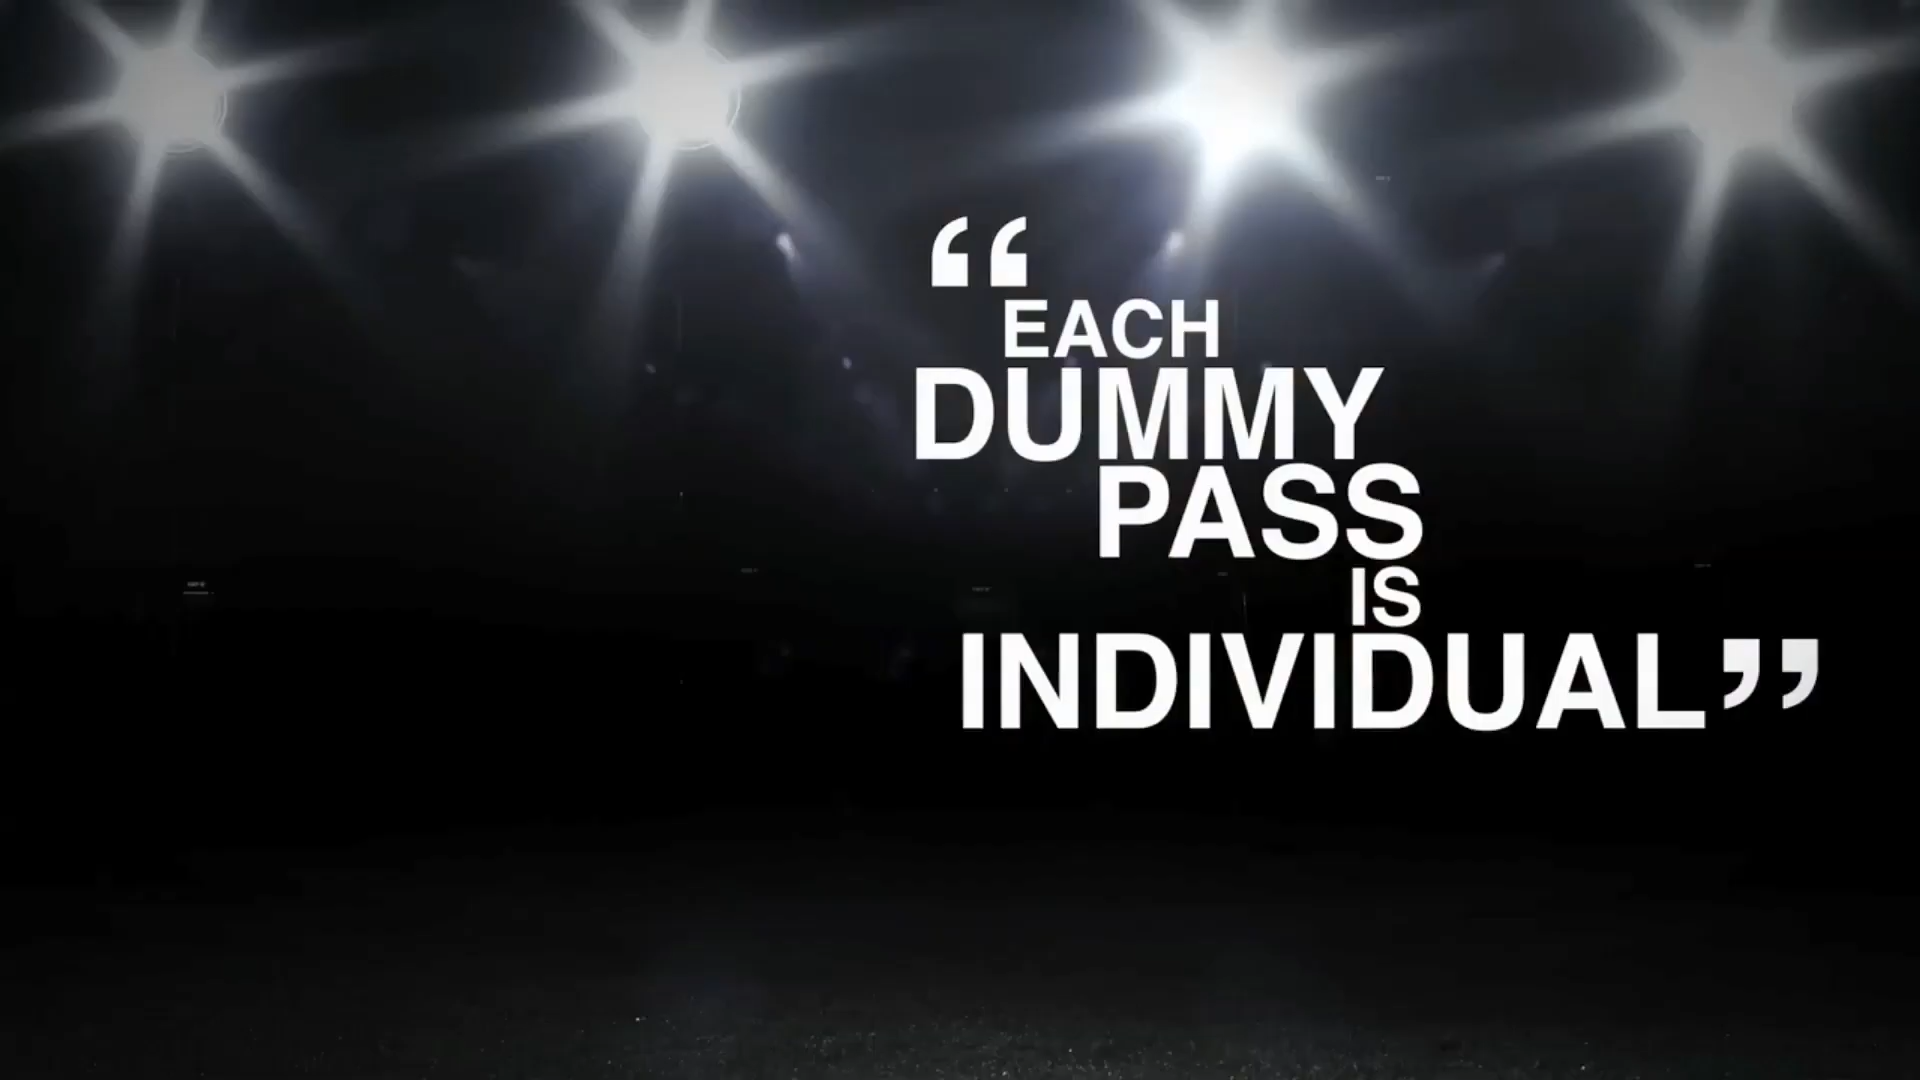 “
EACH
DUMMY
PASS
IS
INDIVIDUAL”